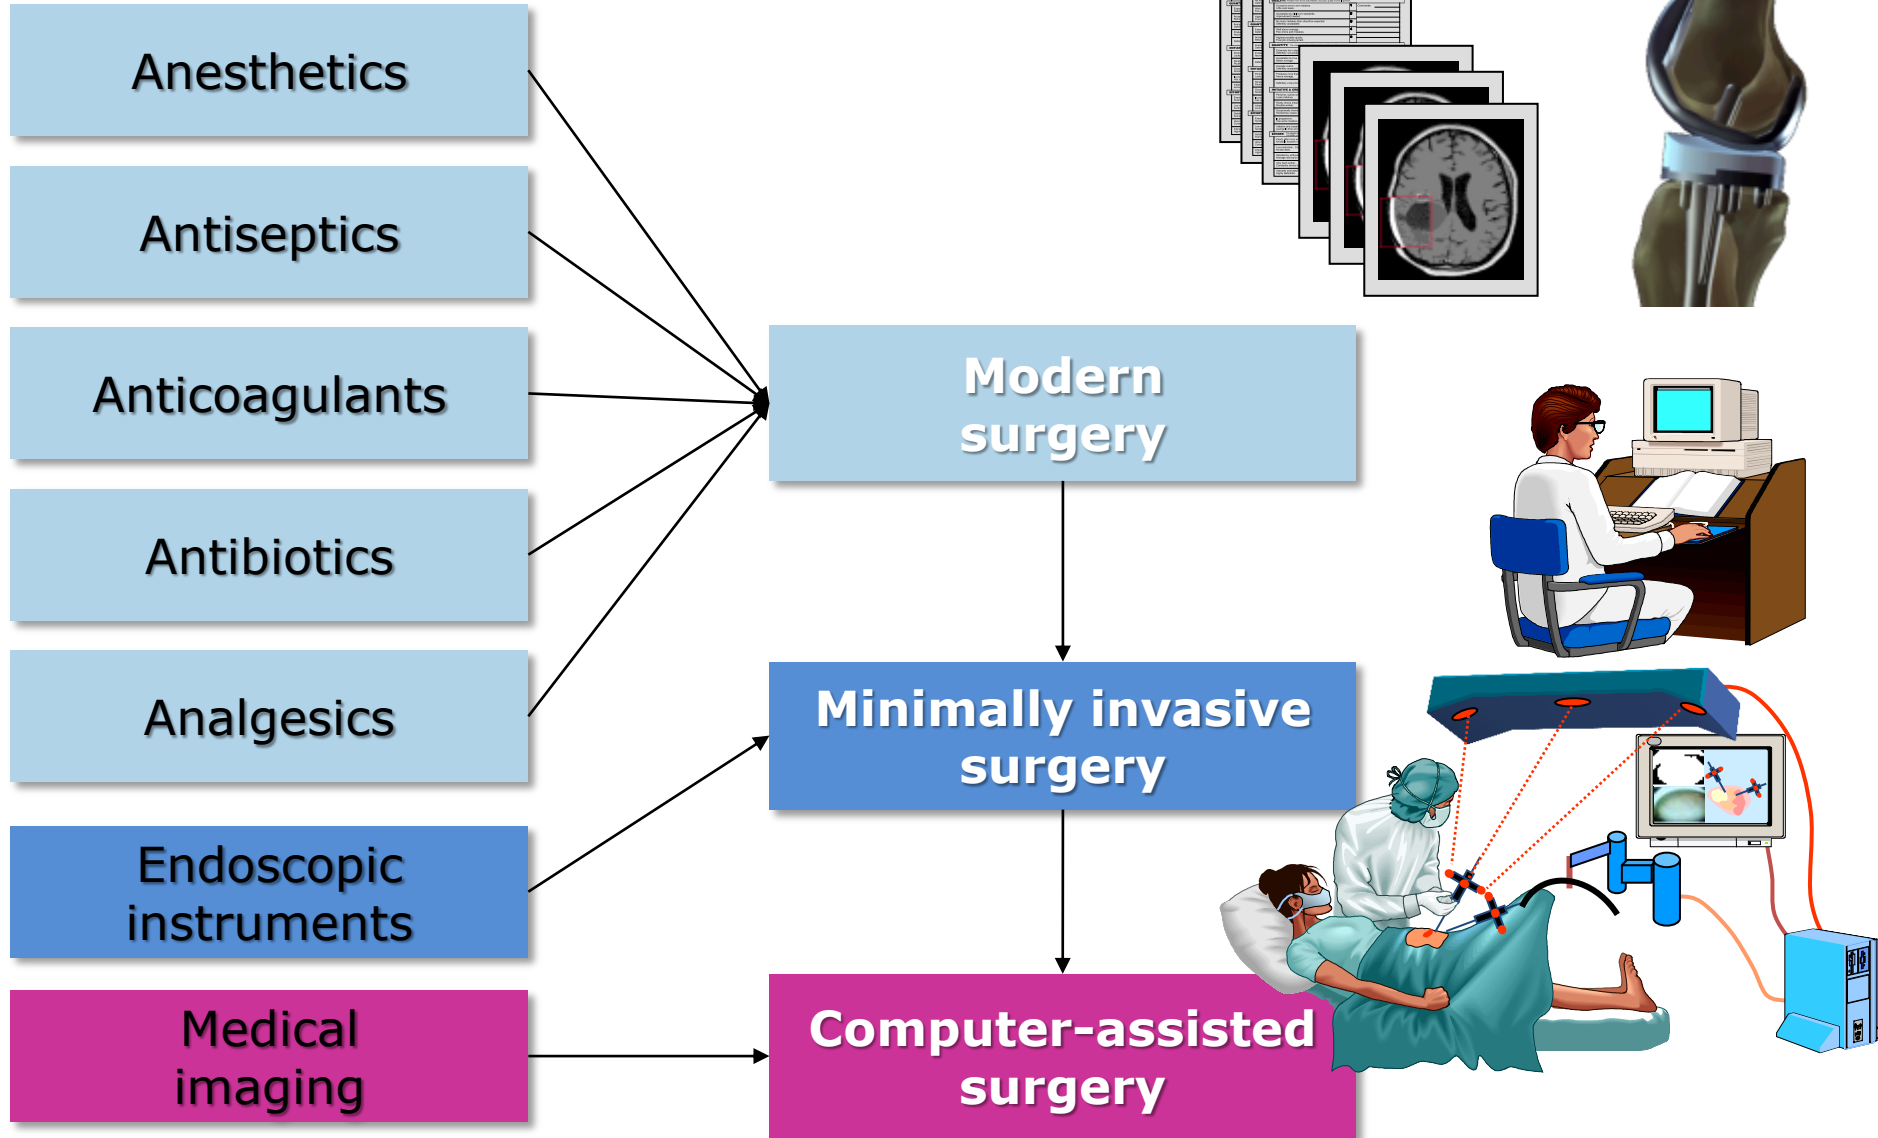 Anesthetics
Antiseptics
Anticoagulants
Antibiotics
Analgesics
Endoscopic
instruments
Medical
imaging
Modern
surgery
Minimally invasive
surgery
Computer-assisted
surgery